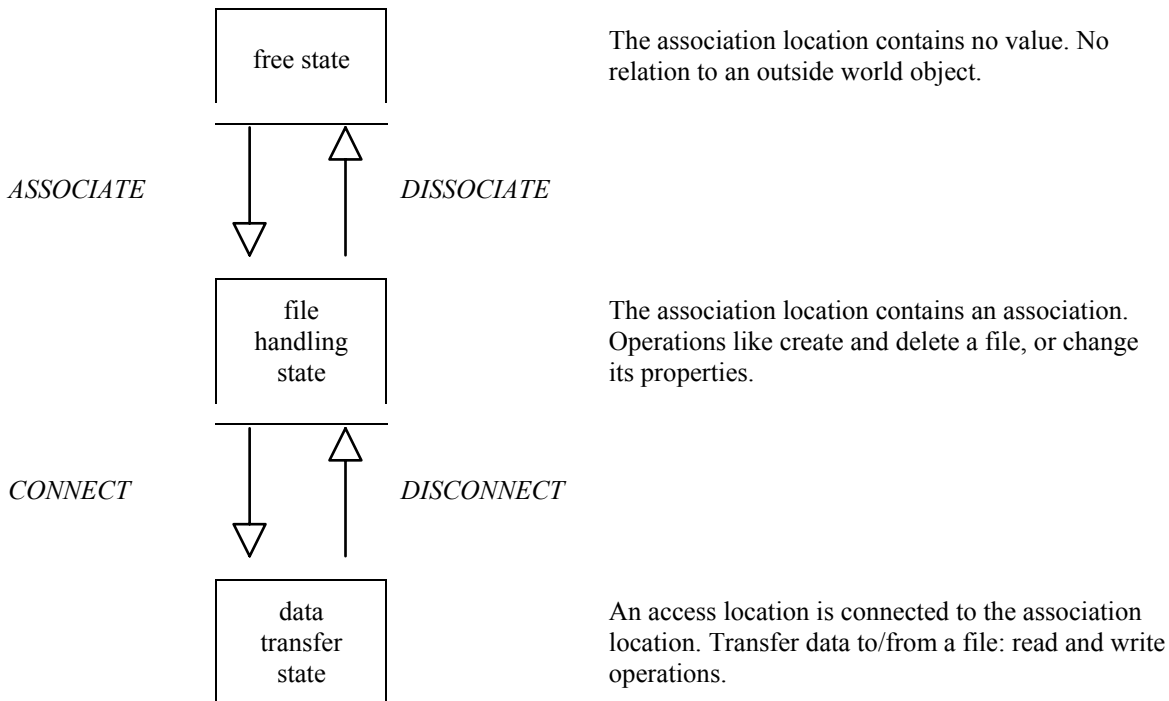 free state
The association location contains no value. No
relation to an outside world object.
ASSOCIATE
DISSOCIATE
file
handling
state
The association location contains an association.
Operations like create and delete a file, or change
its properties.
CONNECT
DISCONNECT
data
transfer
state
An access location is connected to the association
location. Transfer data to/from a file: read and write
operations.